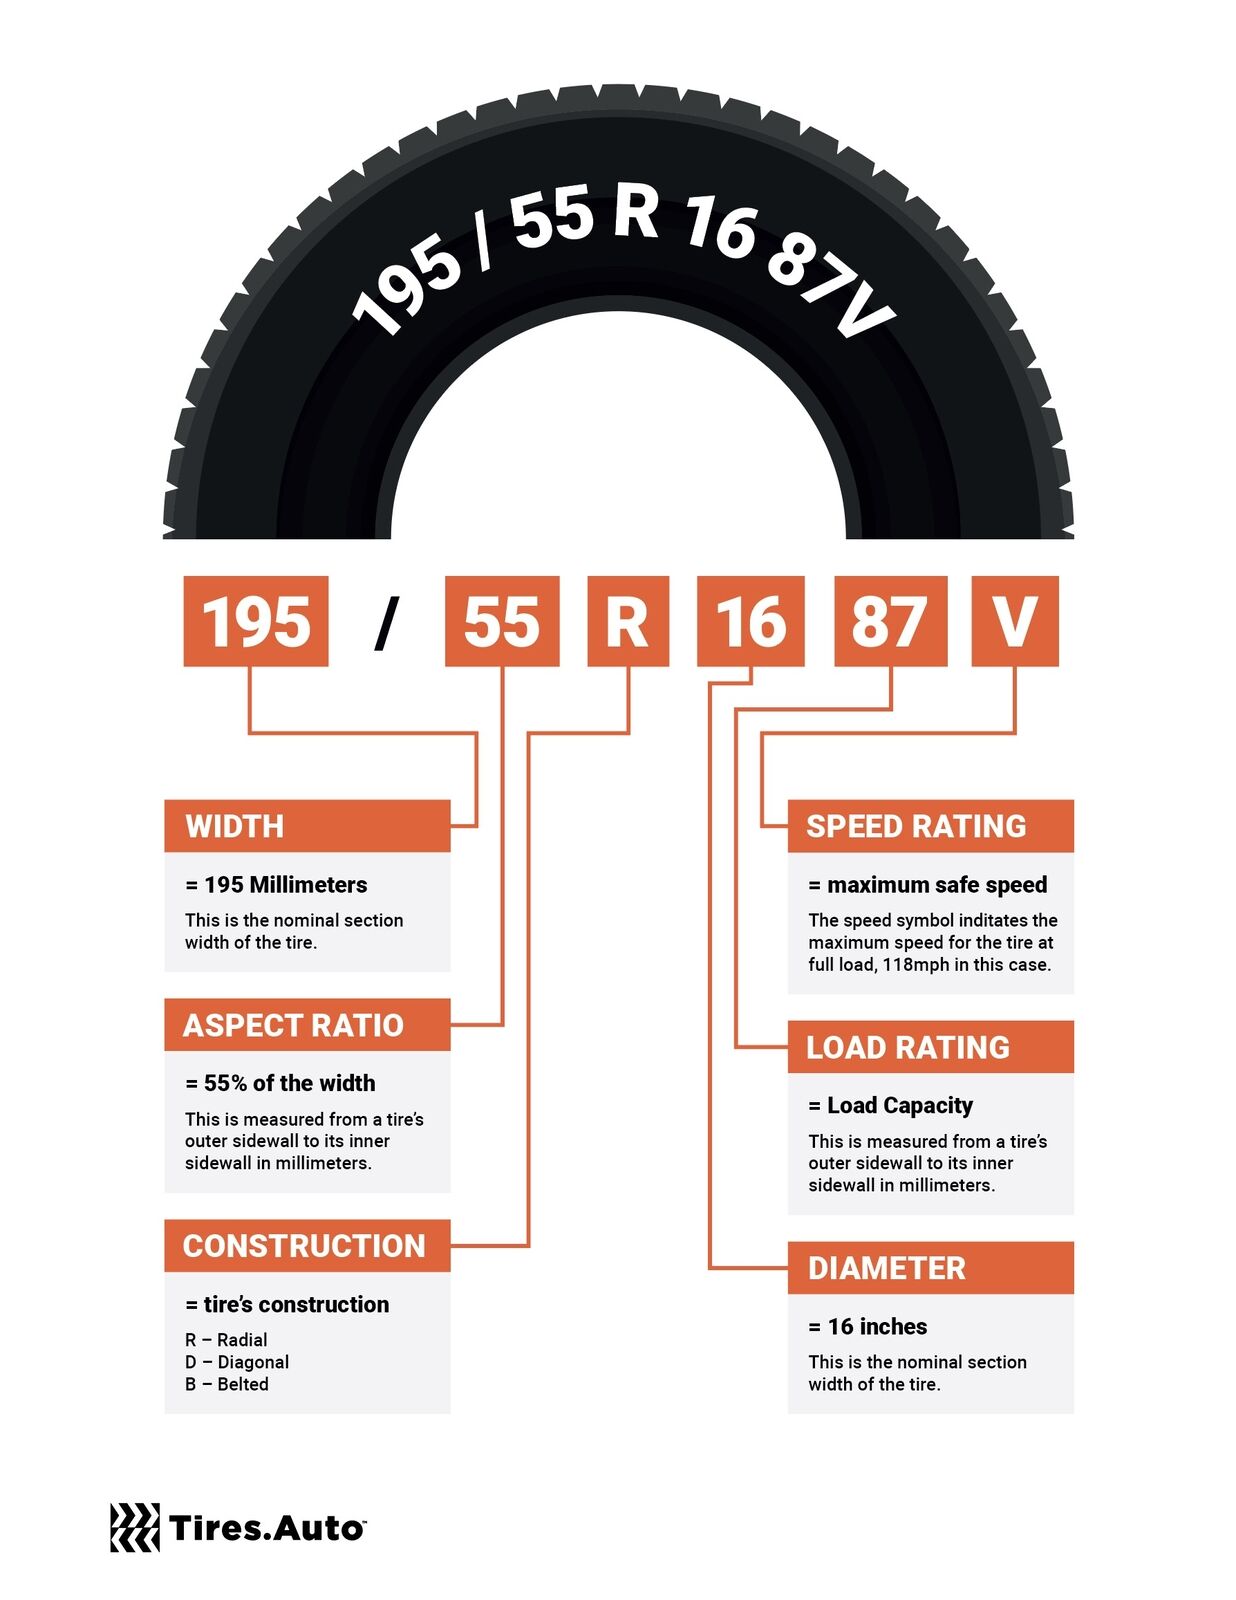 195 / 55 R 16 87V
195 / 55 R 16 87 V
WIDTH
= 195 Millimeters
This is the nominal section
width of the tire.
ASPECT RATIO
= 55% of the width
This is measured from a tire’s
outer sidewall to its inner
sidewall in millimeters.
CONSTRUCTION
= tire’s construction
R – Radial
D – Diagonal
B – Belted
SPEED RATING
= maximum safe speed
The speed symbol inditates the
maximum speed for the tire at
full load, 118mph in this case.
LOAD RATING
= Load Capacity
This is measured from a tire’s
outer sidewall to its inner
sidewall in millimeters.
DIAMETER
= 16 inches
This is the nominal section
width of the tire.
Tires.Auto™